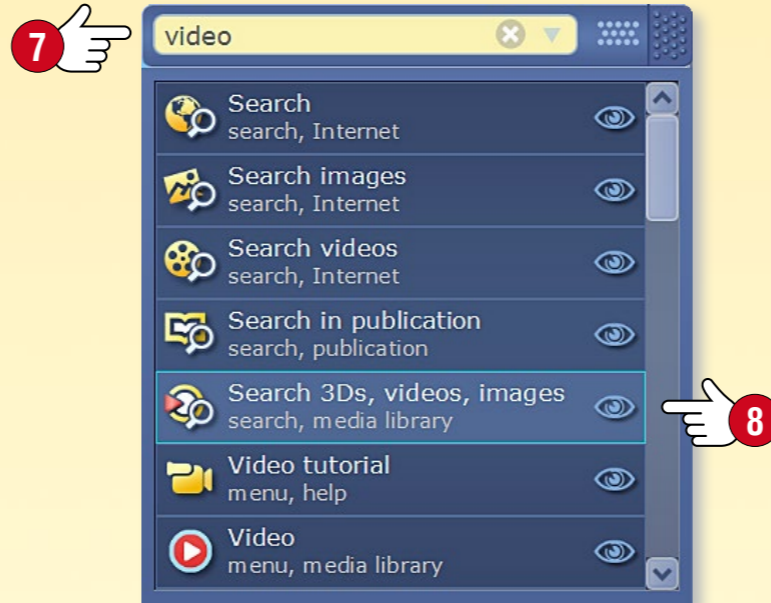 7
video
Search
search, Internet
Search images
search, Internet
Search videos
search, Internet
Search in publication
search, publication
Search 3Ds, videos, images
search, media library
8
Video tutorial
menu, help
Video
menu, media library